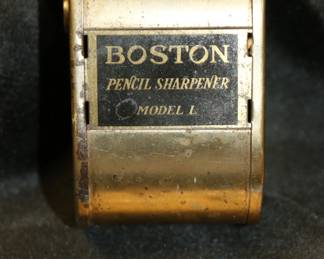 BOSTON
PENCIL SHARPENER
MODEL L